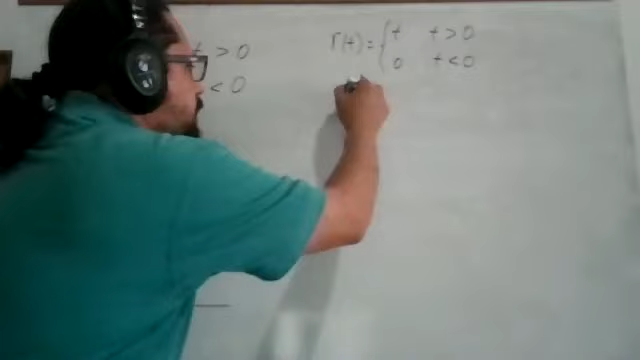 t > 0
< 0
r(t) = { t t > 0
0 t < 0